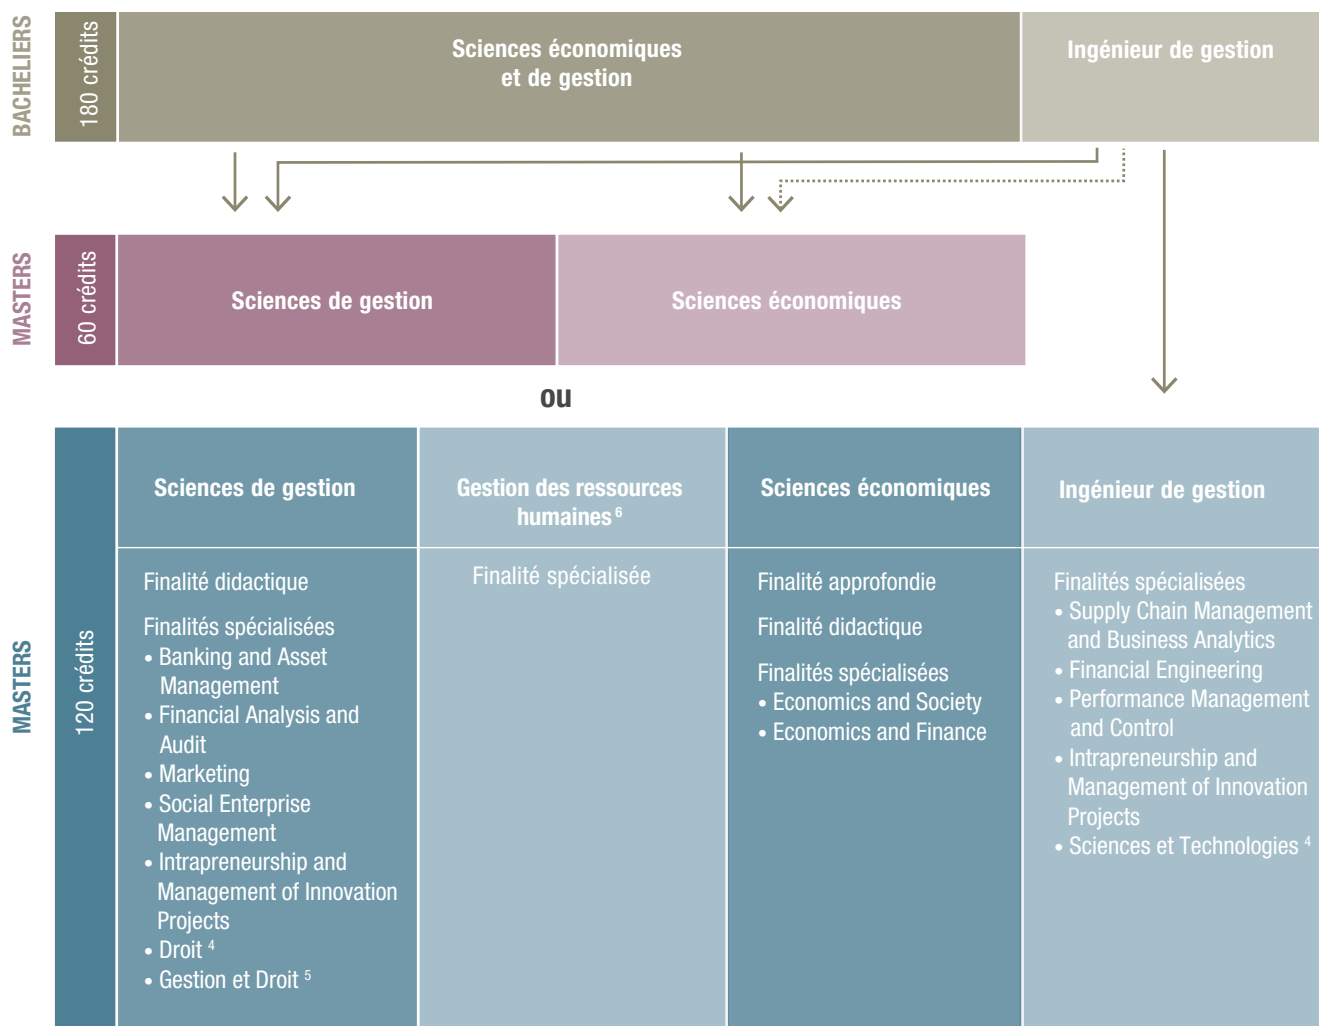 BACHELIERS
180 crédits
Sciences économiques
et de gestion
Ingénieur de gestion
MASTERS
60 crédits
Sciences de gestion
Sciences économiques
ou
MASTERS
120 crédits
Sciences de gestion
Finalité didactique
Finalités spécialisées
• Banking and Asset
Management
• Financial Analysis and
Audit
• Marketing
• Social Enterprise
Management
• Intrapreneurship and
Management of Innovation
Projects
• Droit 4
• Gestion et Droit 5
Gestion des ressources
humaines 6
Finalité spécialisée
Sciences économiques
Finalité approfondie
Finalité didactique
Finalités spécialisées
• Economics and Society
• Economics and Finance
Ingénieur de gestion
Finalités spécialisées
• Supply Chain Management
and Business Analytics
• Financial Engineering
• Performance Management
and Control
• Intrapreneurship and
Management of Innovation
Projects
• Sciences et Technologies 4